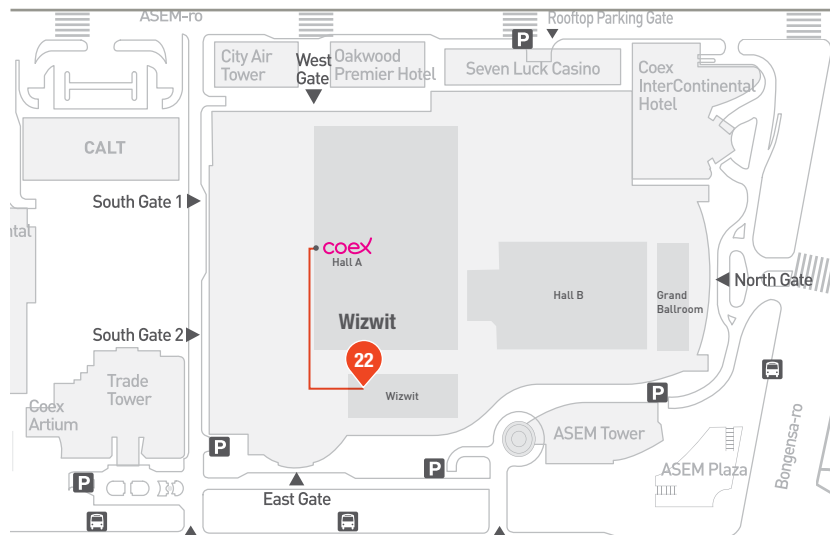 ASEM-ro
Rooftop Parking Gate
P
City Air
Tower
West
Gate
Oakwood
Premier Hotel
Seven Luck Casino
Coex
InterContinental
Hotel
CALT
South Gate 1
coex
Hall A
North Gate
Hall B
Grand
Ballroom
Wizwit
South Gate 2
22
Wizwit
Trade
Tower
Coex
Artium
P
ASEM Tower
P
P
ASEM Plaza
Bongensa-ro
P
East Gate